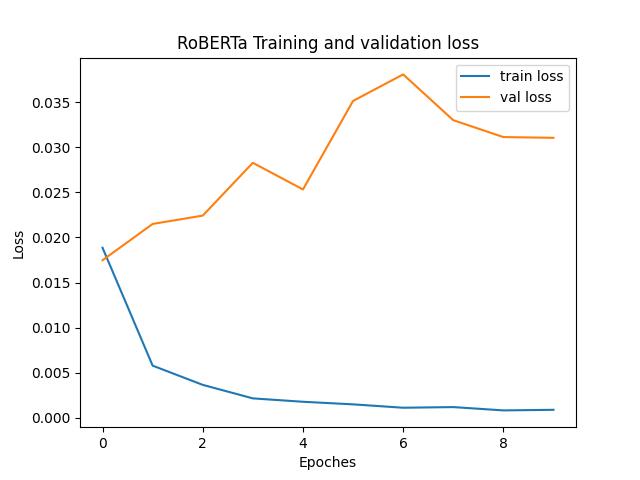 RoBERTa Training and validation loss
train loss
val loss
0.035
0.030
0.025
0.020
0.015
0.010
0.005
0.000
Loss
0 2 4 6 8
Epoches